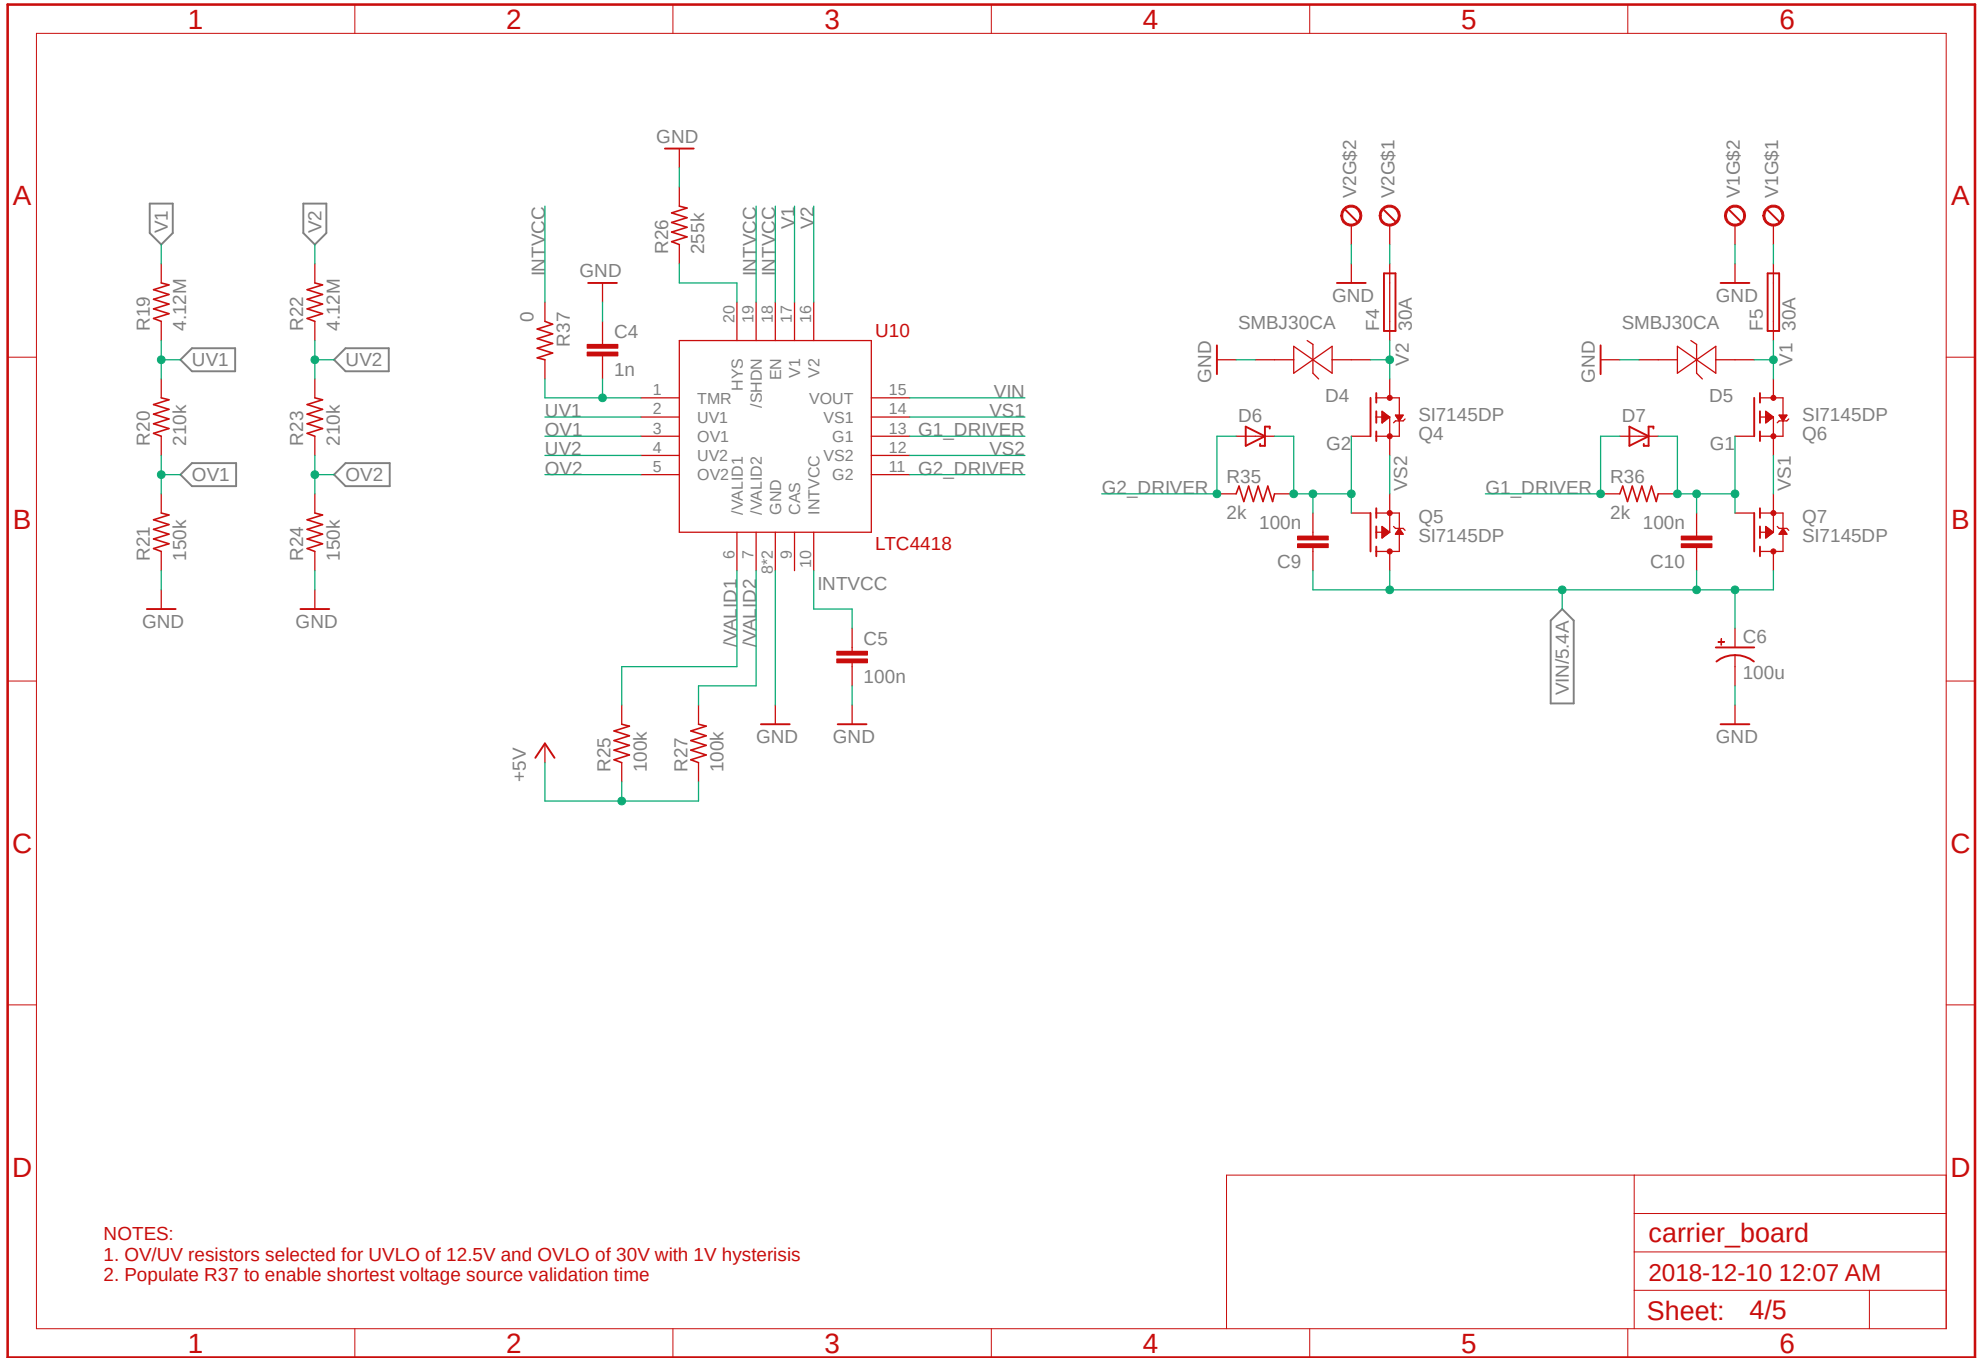 1 2 3 4 5 6
A
B
C
D
A
B
C
D
V1
R19
4.12M
UV1
R20
210k
OV1
R21
150k
GND
V2
R22
4.12M
UV2
R23
210k
OV2
R24
150k
GND
INTVCC
0
R37
GND
C4
1n
GND
R26
255k
INTVCC
INTVCC
V1
V2
20
19
18
17
16
U10
HYS
/SHDN
EN
V1
V2
1 TMR
UV1 2 UV1
OV1 3 OV1
UV2 4 UV2
OV2 5 OV2
VOUT 15 VIN
VS1 14 VS1
G1 13 G1_DRIVER
VS2 12 VS2
G2 11 G2_DRIVER
/VALID1
/VALID2
GND
CAS
INTVCC
LTC4418
6
7
8*2
9
10
/VALID1
/VALID2
INTVCC
C5
100n
GND
GND
+5V
R25
100k
R27
100k
V2G$2
V2G$1
GND
F4
30A
SMBJ30CA
GND
V2
D4
D6
SI7145DP
Q4
G2
VS2
G2_DRIVER
R35
2k
100n
C9
Q5
SI7145DP
V1G$2
V1G$1
GND
F5
30A
SMBJ30CA
GND
V1
D5
D7
SI7145DP
Q6
G1
VS1
G1_DRIVER
R36
2k
100n
C10
Q7
SI7145DP
VIN/5.4A
+
C6
100u
GND
NOTES:
1. OV/UV resistors selected for UVLO of 12.5V and OVLO of 30V with 1V hysterisis
2. Populate R37 to enable shortest voltage source validation time
carrier_board
2018-12-10 12:07 AM
Sheet: 4/5
1 2 3 4 5 6